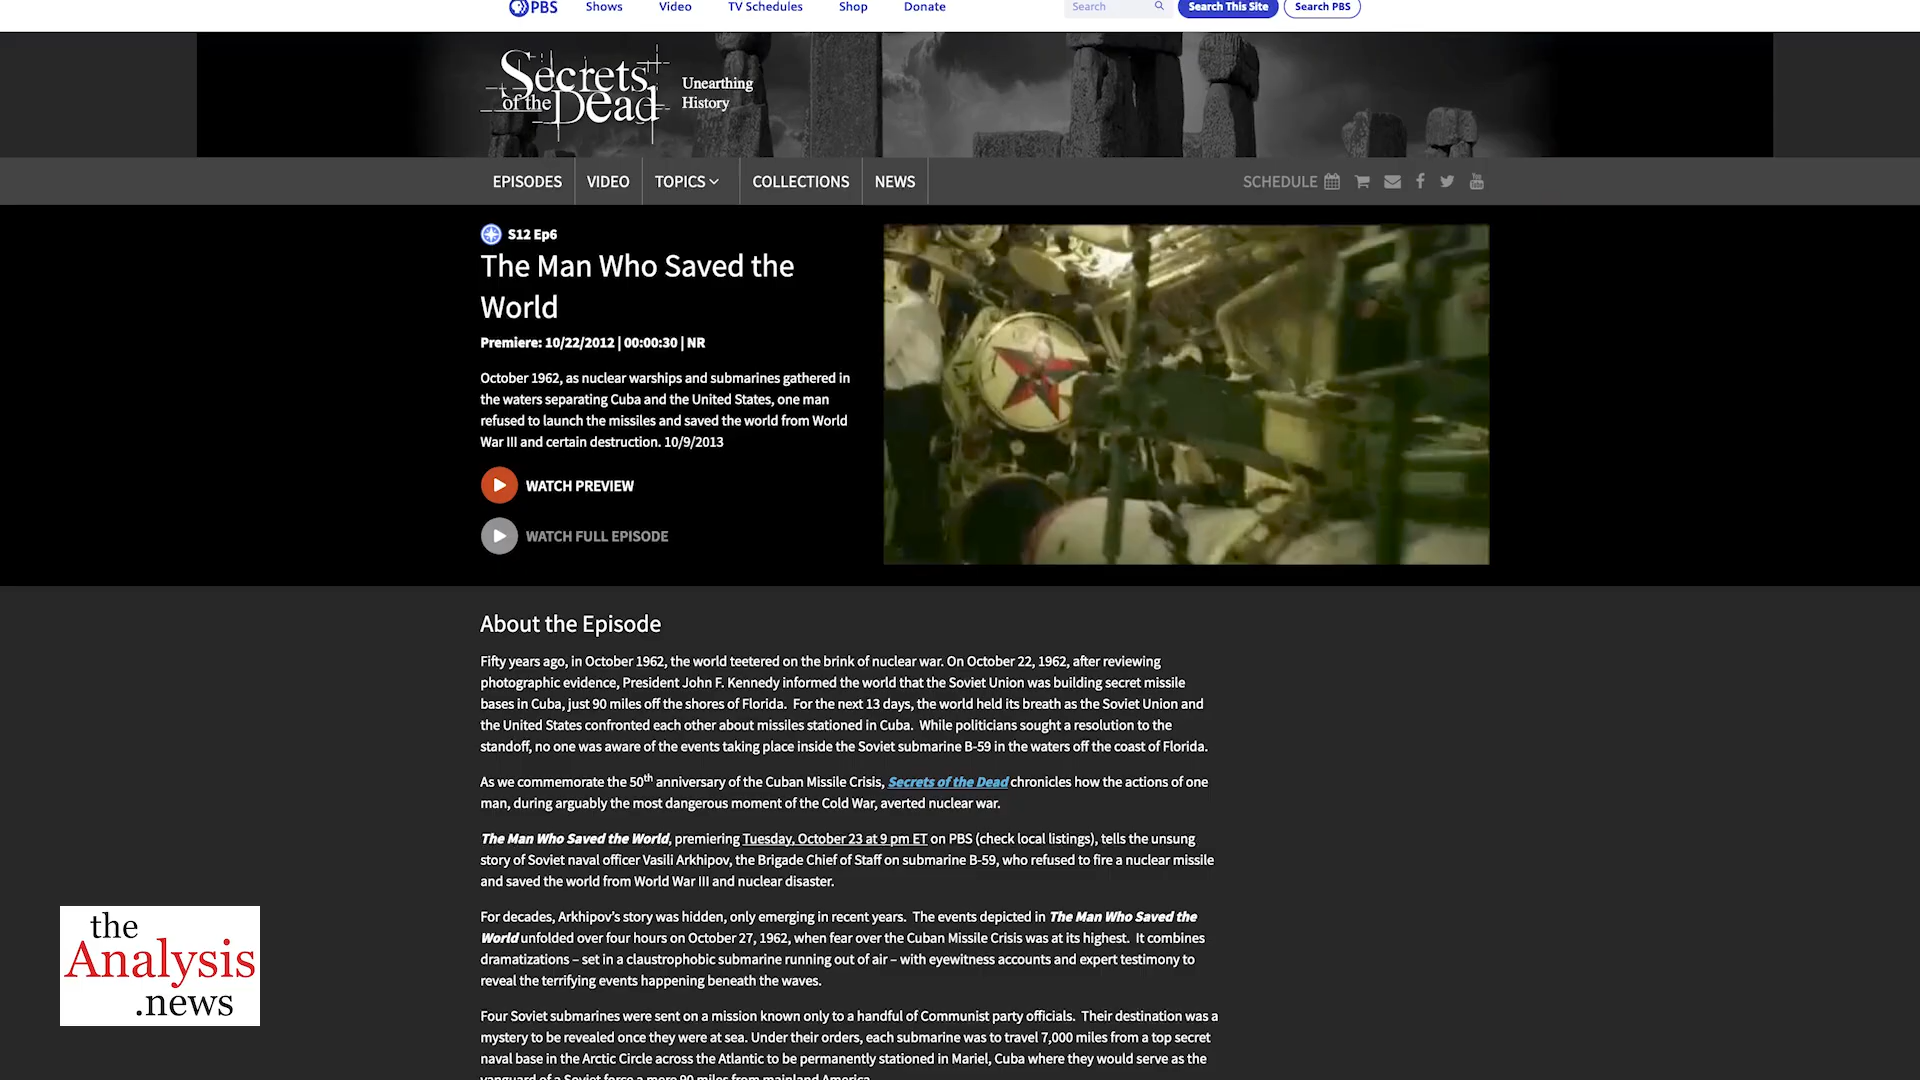 PBS
Shows
Video
TV Schedules
Shop
Donate
Search
Search This Site
Search PBS
Secrets
of the Dead
Unearthing
History
EPISODES
VIDEO
TOPICS
COLLECTIONS
NEWS
SCHEDULE
You
Tube
S12 Ep6
The Man Who Saved the
World
Premiere: 10/22/2012 | 00:00:30 | NR
October 1962, as nuclear warships and submarines gathered in
the waters separating Cuba and the United States, one man
refused to launch the missiles and saved the world from World
War III and certain destruction. 10/9/2013
WATCH PREVIEW
WATCH FULL EPISODE
About the Episode
Fifty years ago, in October 1962, the world teetered on the brink of nuclear war. On October 22, 1962, after reviewing
photographic evidence, President John F. Kennedy informed the world that the Soviet Union was building secret missile
bases in Cuba, just 90 miles off the shores of Florida. For the next 13 days, the world held its breath as the Soviet Union and
the United States confronted each other about missiles stationed in Cuba. While politicians sought a resolution to the
standoff, no one was aware of the events taking place inside the Soviet submarine B-59 in the waters off the coast of Florida.
As we commemorate the 50th anniversary of the Cuban Missile Crisis, Secrets of the Dead chronicles how the actions of one
man, during arguably the most dangerous moment of the Cold War, averted nuclear war.
The Man Who Saved the World, premiering Tuesday, October 23 at 9 pm ET on PBS (check local listings), tells the unsung
story of Soviet naval officer Vasili Arkhipov, the Brigade Chief of Staff on submarine B-59, who refused to fire a nuclear missile
and saved the world from World War III and nuclear disaster.
For decades, Arkhipov's story was hidden, only emerging in recent years. The events depicted in The Man Who Saved the
World unfolded over four hours on October 27, 1962, when fear over the Cuban Missile Crisis was at its highest. It combines
dramatizations – set in a claustrophobic submarine running out of air – with eyewitness accounts and expert testimony to
reveal the terrifying events happening beneath the waves.
Four Soviet submarines were sent on a mission known only to a handful of Communist party officials. Their destination was a
mystery to be revealed once they were at sea. Under their orders, each submarine was to travel 7,000 miles from a top secret
naval base in the Arctic Circle across the Atlantic to be permanently stationed in Mariel, Cuba where they would serve as the
vanguard of a Soviet force a mere 90 miles from mainland America.
the
Analysis
.news